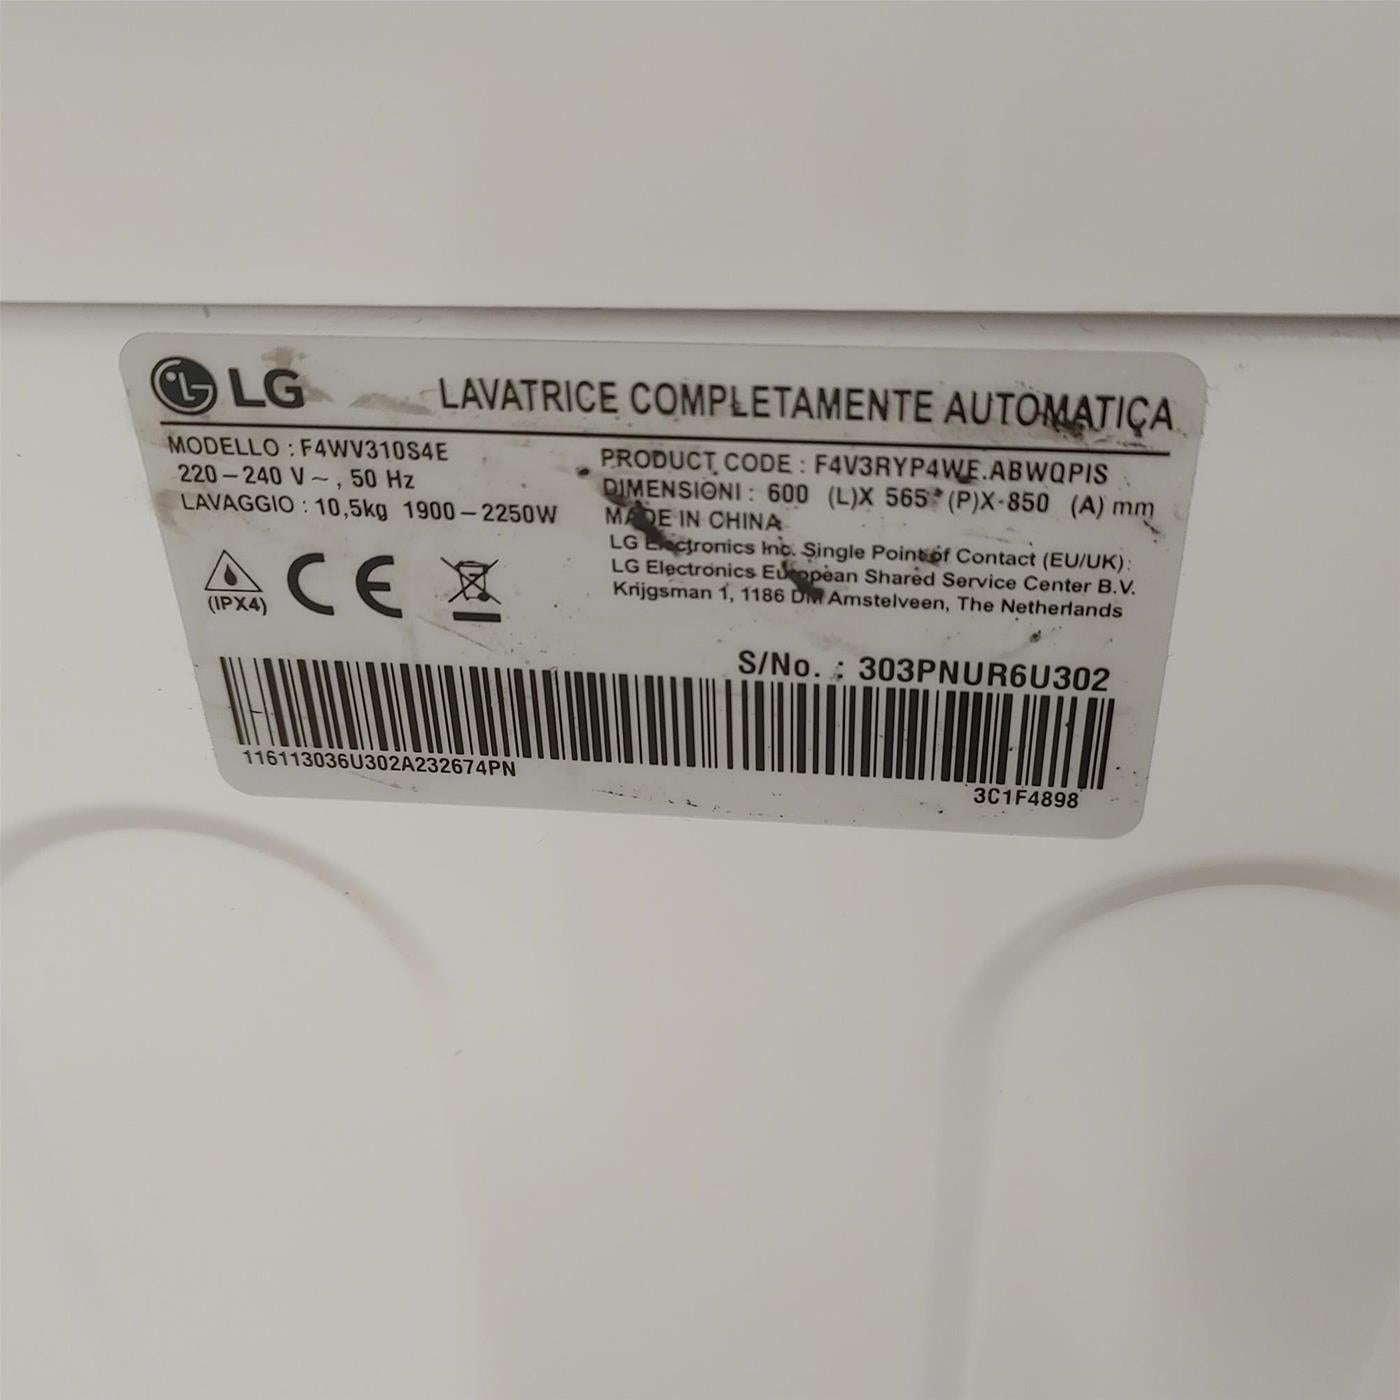 LG LAVATRICE COMPLETAMENTE AUTOMATICA
MODELLO : F4WV310S4E
220–240 V ~ , 50 Hz
LAVAGGIO : 10,5kg 1900–2250W
PRODUCT CODE : F4V3RYP4WE.ABWQPIS
DIMENSIONI : 600 (L)X 565 (P)X 850 (A) mm
MADE IN CHINA
LG Electronics Inc. Single Point of Contact (EU/UK):
LG Electronics European Shared Service Center B.V.
Krijgsman 1, 1186 DM Amstelveen, The Netherlands
(IPX4) CE
S/No. : 303PNUR6U302
116113036U302A232674PN
3C1F4898